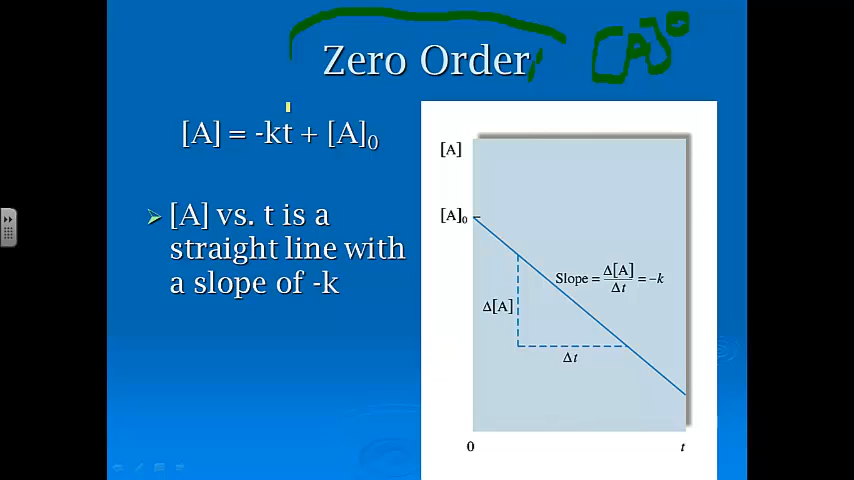 Zero Order
[A]⁰
[A] = -kt + [A]₀
[A] vs. t is a
straight line with
a slope of -k
[A]
[A]₀
Slope = Δ[A]/Δt = -k
Δ[A]
Δt
0
t